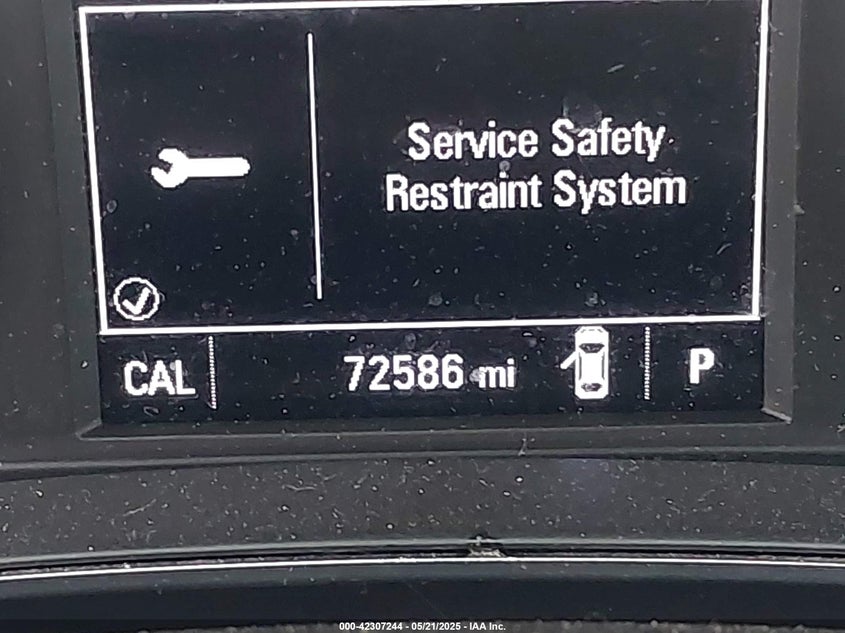 Service Safety
Restraint System
CAL 72586 mi P
000-42307244 - 05/21/2025 - IAA Inc.